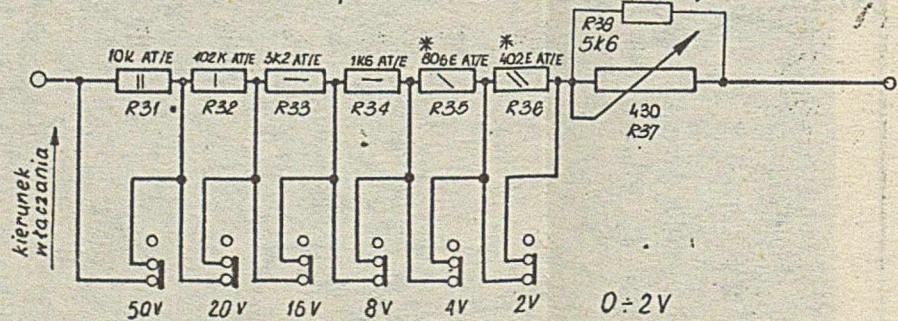 R38
5k6
10k AT/E 402K AT/E 3K2 AT/E 1K6 AT/E * 806E AT/E * 402E AT/E
R31 R32 R33 R34 R35 R36
430
R37
kierunek
włączania
50V 20V 16V 8V 4V 2V 0÷2V